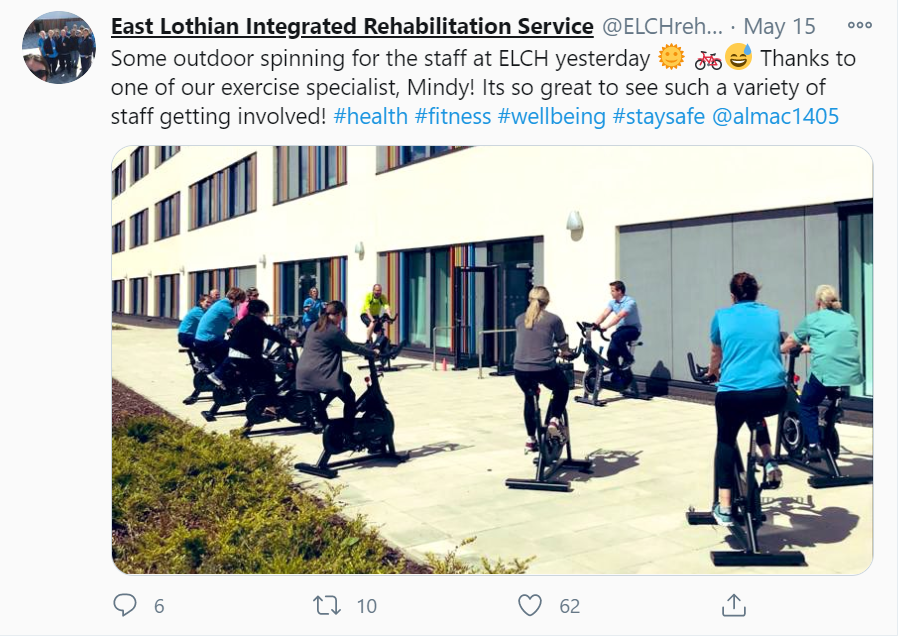 East Lothian Integrated Rehabilitation Service @ELCHreh... · May 15
Some outdoor spinning for the staff at ELCH yesterday 🌞 🚲😅 Thanks to
one of our exercise specialist, Mindy! Its so great to see such a variety of
staff getting involved! #health #fitness #wellbeing #staysafe @almac1405
6 10 62